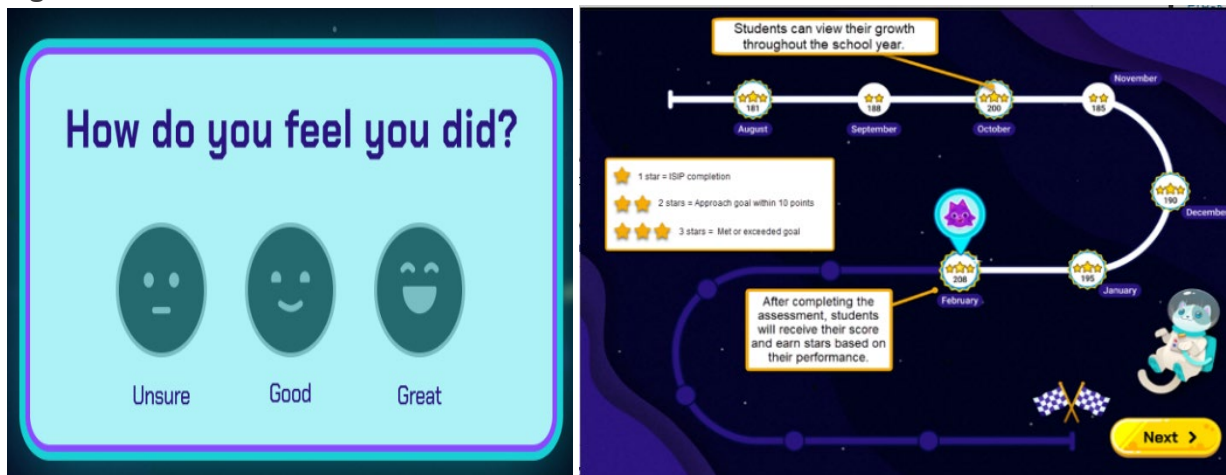 How do you feel you did?
Unsure
Good
Great
Students can view their growth
throughout the school year.
November
181
188
200
185
August
September
October
1 star = ISIP completion
2 stars = Approach goal within 10 points
3 stars = Met or exceeded goal
190
December
208
195
February
January
After completing the
assessment, students
will receive their score
and earn stars based on
their performance.
Next >